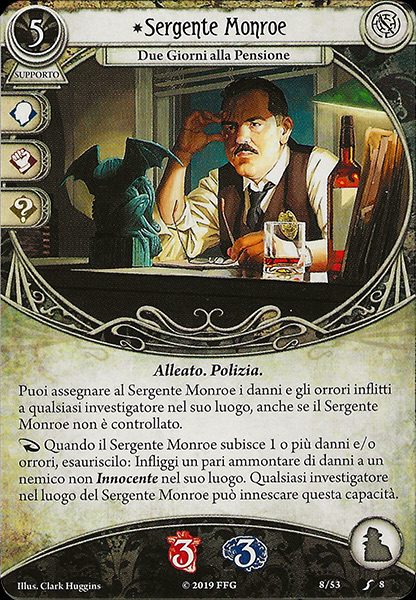 5
*Sergente Monroe
Due Giorni alla Pensione
SUPPORTO
?
Alleato. Polizia.
Puoi assegnare al Sergente Monroe i danni e gli orrori inflitti
a qualsiasi investigatore nel suo luogo, anche se il Sergente
Monroe non è controllato.
Quando il Sergente Monroe subisce 1 o più danni e/o
orrori, esauriscilo: Infliggi un pari ammontare di danni a un
nemico non Innocente nel suo luogo. Qualsiasi investigatore
nel luogo del Sergente Monroe può innescare questa capacità.
3 3
Illus. Clark Huggins © 2019 FFG 8/53 8